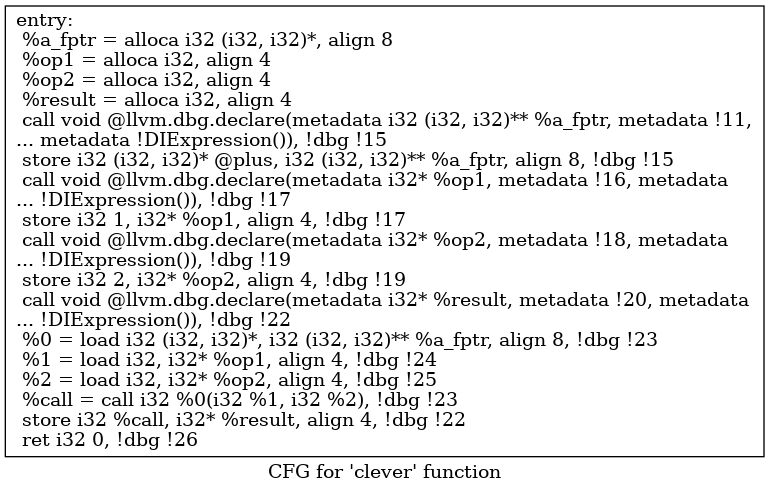 entry:
%a_fptr = alloca i32 (i32, i32)*, align 8
%op1 = alloca i32, align 4
%op2 = alloca i32, align 4
%result = alloca i32, align 4
call void @llvm.dbg.declare(metadata i32 (i32, i32)** %a_fptr, metadata !11,
... metadata !DIExpression()), !dbg !15
store i32 (i32, i32)* @plus, i32 (i32, i32)** %a_fptr, align 8, !dbg !15
call void @llvm.dbg.declare(metadata i32* %op1, metadata !16, metadata
... !DIExpression()), !dbg !17
store i32 1, i32* %op1, align 4, !dbg !17
call void @llvm.dbg.declare(metadata i32* %op2, metadata !18, metadata
... !DIExpression()), !dbg !19
store i32 2, i32* %op2, align 4, !dbg !19
call void @llvm.dbg.declare(metadata i32* %result, metadata !20, metadata
... !DIExpression()), !dbg !22
%0 = load i32 (i32, i32)*, i32 (i32, i32)** %a_fptr, align 8, !dbg !23
%1 = load i32, i32* %op1, align 4, !dbg !24
%2 = load i32, i32* %op2, align 4, !dbg !25
%call = call i32 %0(i32 %1, i32 %2), !dbg !23
store i32 %call, i32* %result, align 4, !dbg !22
ret i32 0, !dbg !26
CFG for 'clever' function